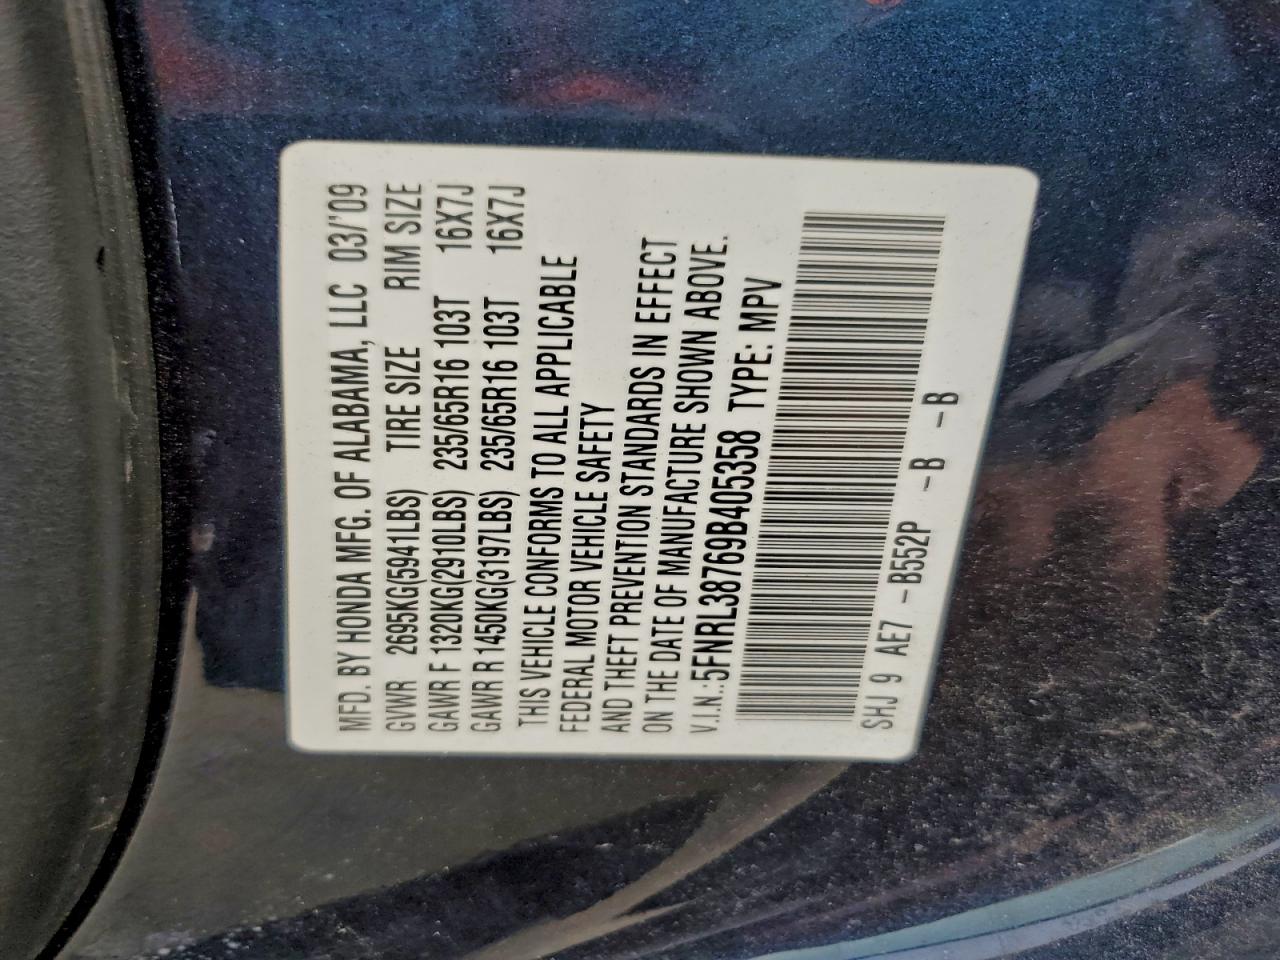 MFD. BY HONDA MFG. OF ALABAMA, LLC 03/'09
GVWR 2695KG(5941LBS) TIRE SIZE RIM SIZE
GAWR F 1320KG(2910LBS) 235/65R16 103T 16X7J
GAWR R 1450KG(3197LBS) 235/65R16 103T 16X7J
THIS VEHICLE CONFORMS TO ALL APPLICABLE
FEDERAL MOTOR VEHICLE SAFETY
AND THEFT PREVENTION STANDARDS IN EFFECT
ON THE DATE OF MANUFACTURE SHOWN ABOVE.
V.I.N.:5FNRL38769B405358 TYPE: MPV
SHJ 9 AE7 -B552P -B -B